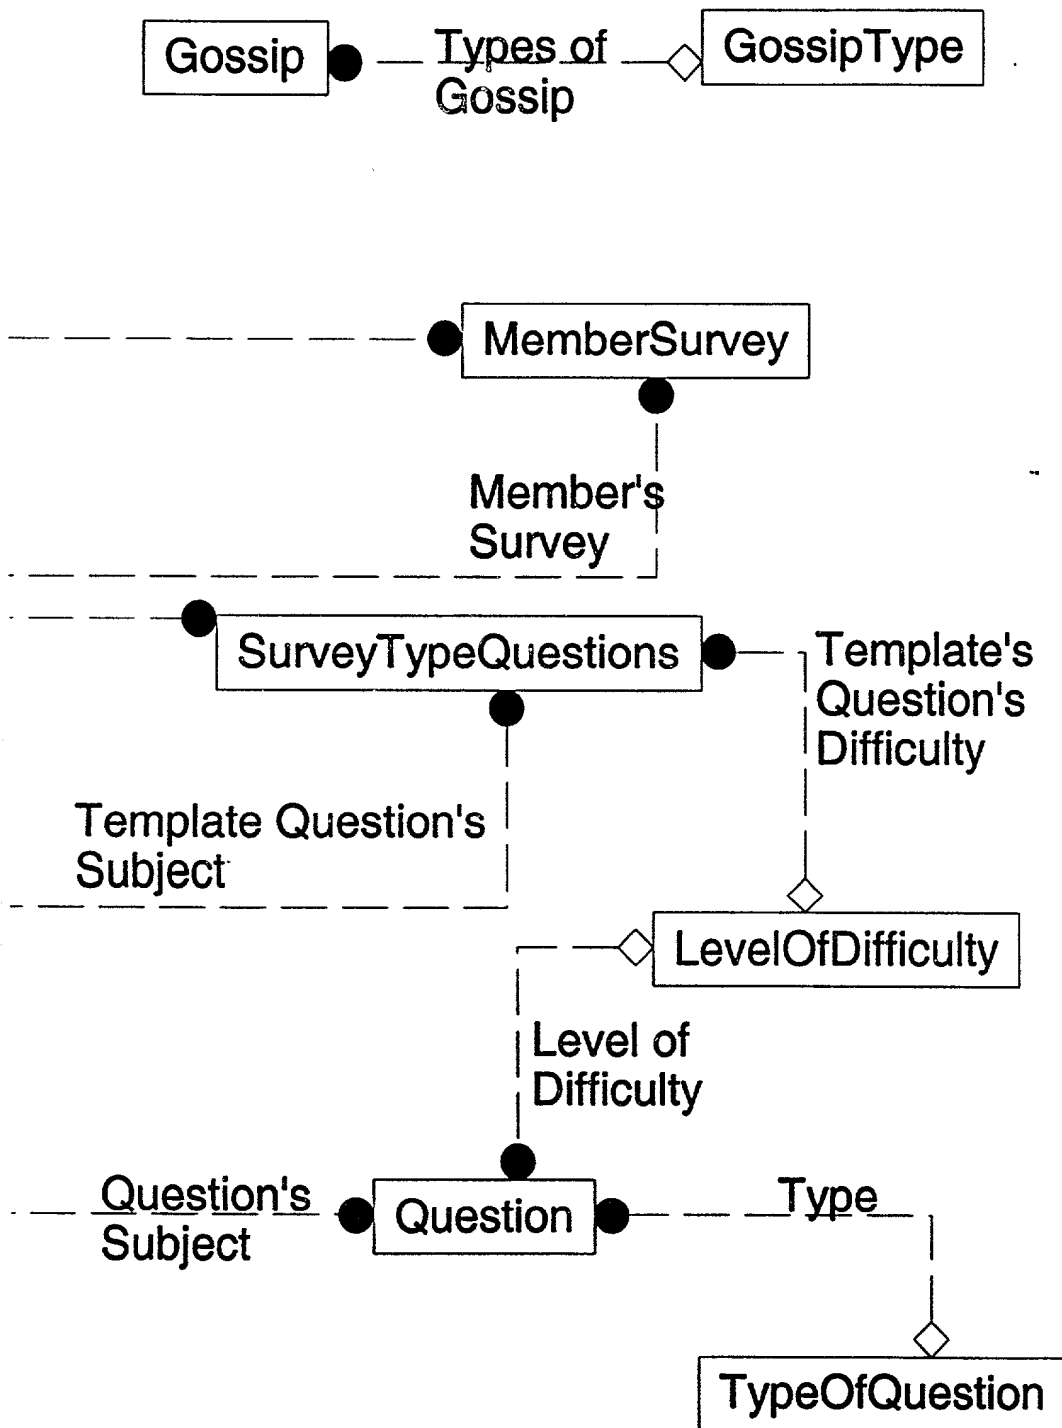 Gossip
Types of
Gossip
GossipType
MemberSurvey
Member's
Survey
SurveyTypeQuestions
Template's
Question's
Difficulty
Template Question's
Subject
LevelOfDifficulty
Level of
Difficulty
Question's
Subject
Question
Type
TypeOfQuestion